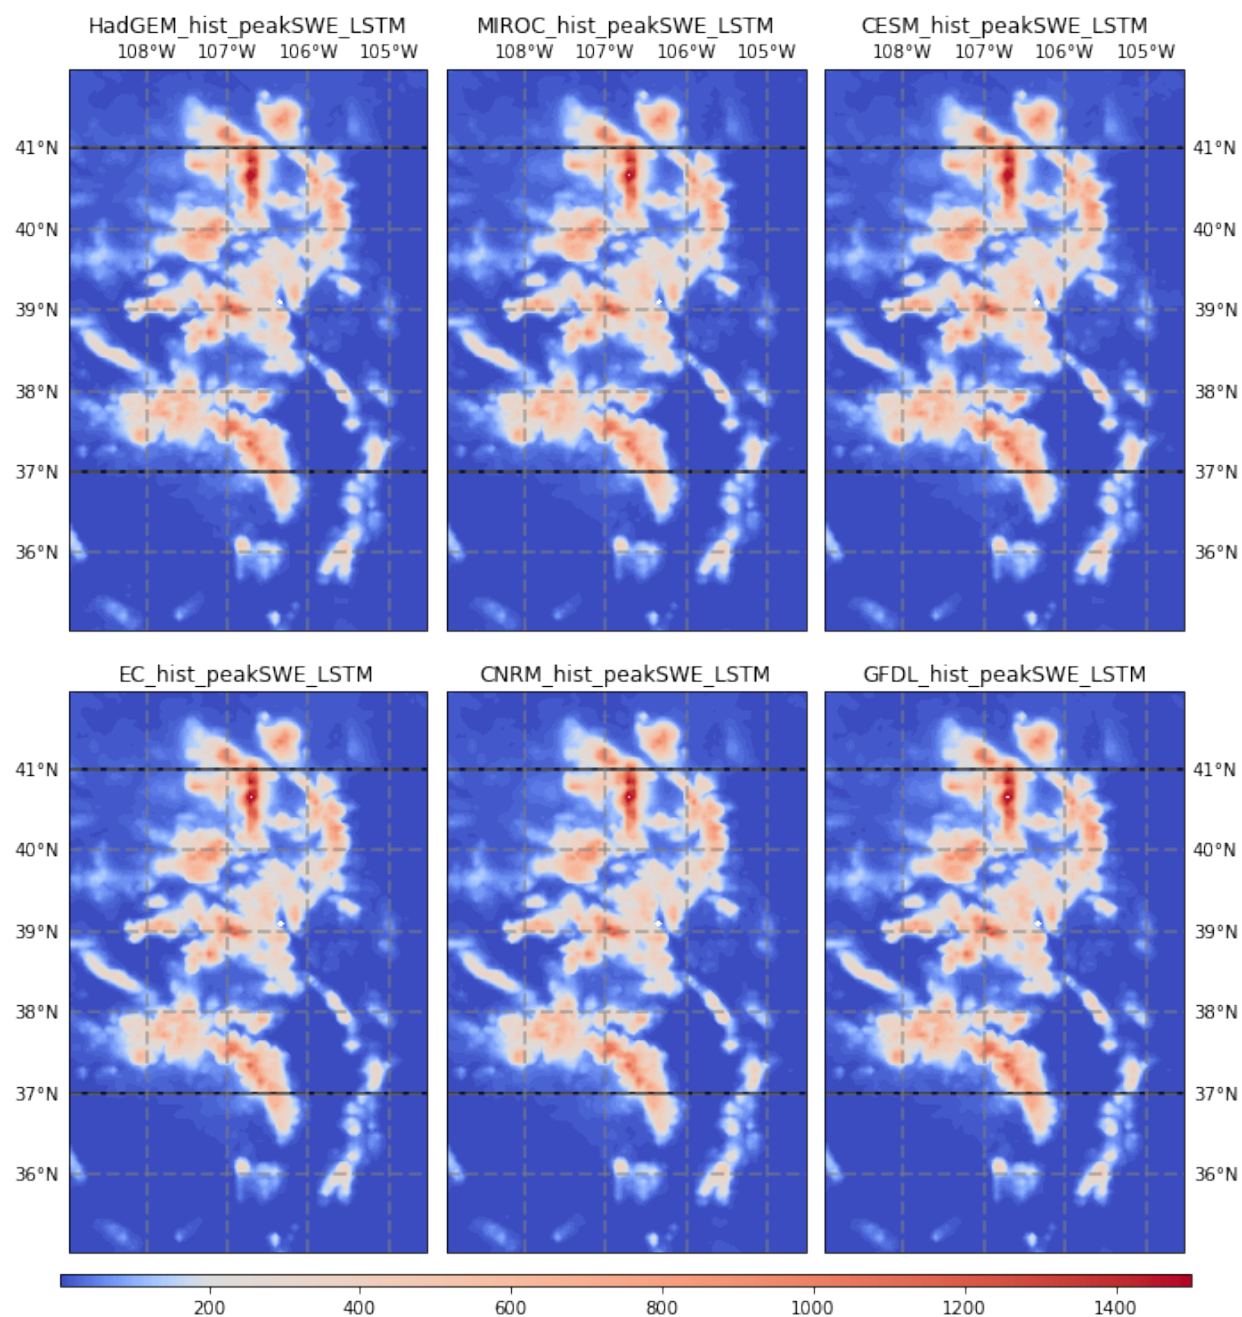 HadGEM_hist_peakSWE_LSTM MIROC_hist_peakSWE_LSTM CESM_hist_peakSWE_LSTM
108°W 107°W 106°W 105°W 108°W 107°W 106°W 105°W 108°W 107°W 106°W 105°W
41°N 41°N
40°N 40°N
39°N 39°N
38°N 38°N
37°N 37°N
36°N 36°N
EC_hist_peakSWE_LSTM CNRM_hist_peakSWE_LSTM GFDL_hist_peakSWE_LSTM
41°N 41°N
40°N 40°N
39°N 39°N
38°N 38°N
37°N 37°N
36°N 36°N
200 400 600 800 1000 1200 1400